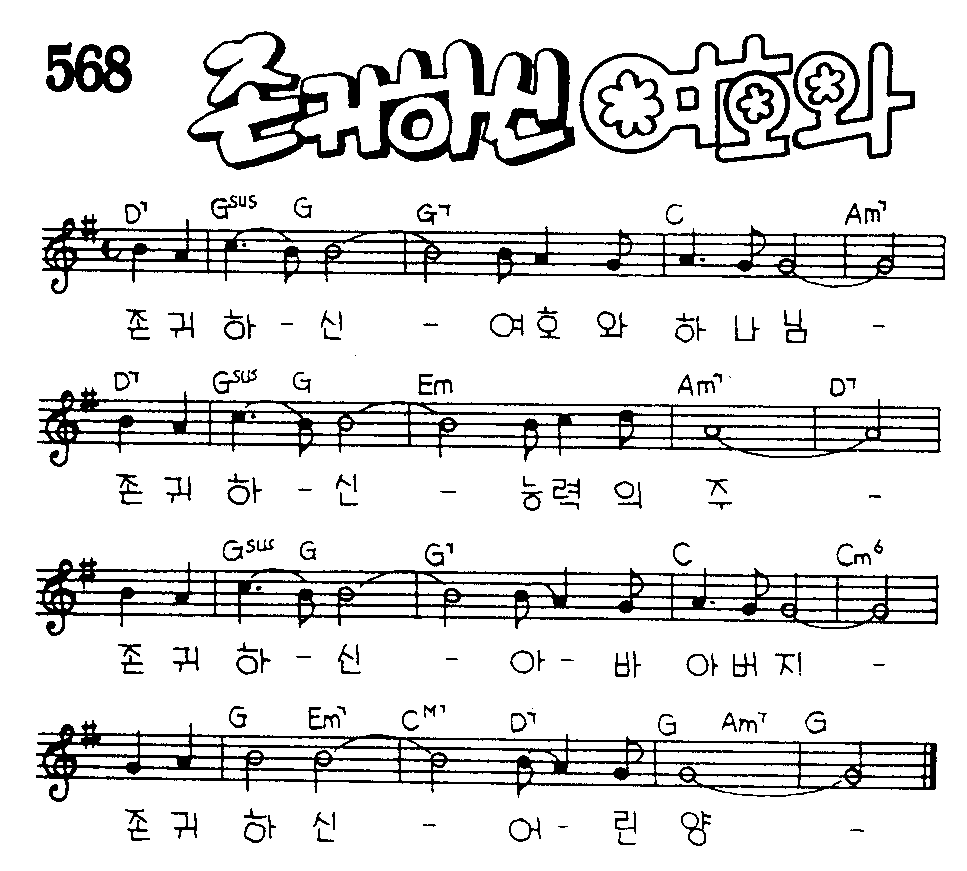 568 존귀하신 여호와
D7 Gsus G G7 C Am7
존 귀 하 - 신 - 여 호 와 하 나 님 -
D7 Gsus G Em Am7 D7
존 귀 하 - 신 - 능 력 의 주 -
Gsus G G7 C Cm6
존 귀 하 - 신 - 아 - 바 아 버 지 -
G Em7 CM7 D7 G Am7 G
존 귀 하 신 - 어 - 린 양 -